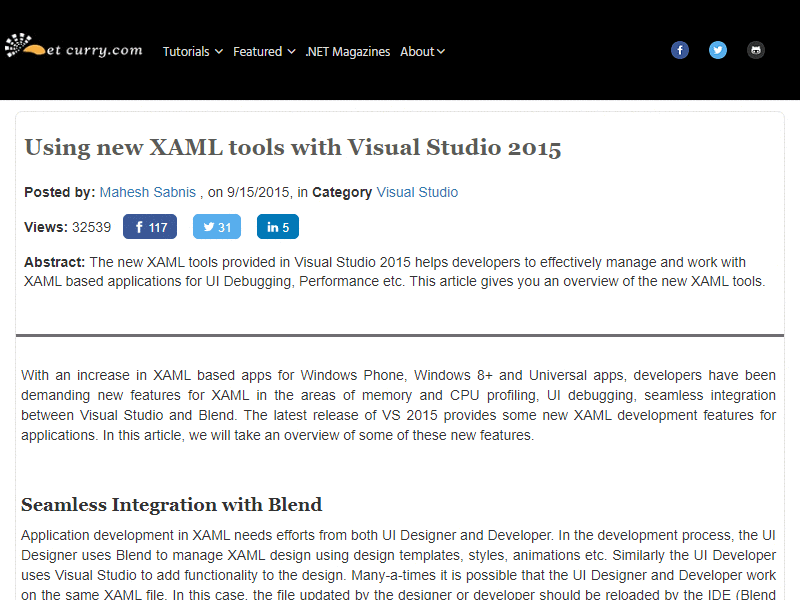 et curry.com
Tutorials Featured .NET Magazines About
Using new XAML tools with Visual Studio 2015
Posted by: Mahesh Sabnis , on 9/15/2015, in Category Visual Studio
Views: 32539 117 31 in 5
Abstract: The new XAML tools provided in Visual Studio 2015 helps developers to effectively manage and work with
XAML based applications for UI Debugging, Performance etc. This article gives you an overview of the new XAML tools.
With an increase in XAML based apps for Windows Phone, Windows 8+ and Universal apps, developers have been
demanding new features for XAML in the areas of memory and CPU profiling, UI debugging, seamless integration
between Visual Studio and Blend. The latest release of VS 2015 provides some new XAML development features for
applications. In this article, we will take an overview of some of these new features.
Seamless Integration with Blend
Application development in XAML needs efforts from both UI Designer and Developer. In the development process, the UI
Designer uses Blend to manage XAML design using design templates, styles, animations etc. Similarly the UI Developer
uses Visual Studio to add functionality to the design. Many-a-times it is possible that the UI Designer and Developer work
on the same XAML file. In this case, the file updated by the designer or developer should be reloaded by the IDE (Blend